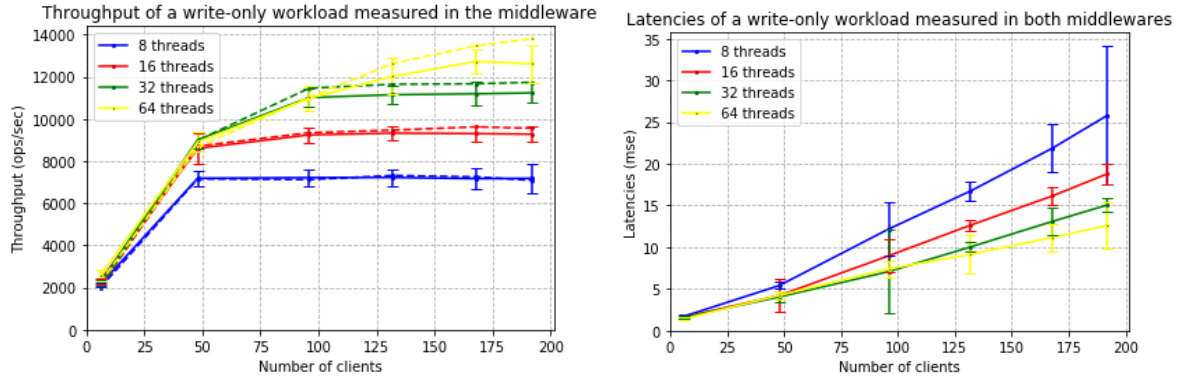 Throughput of a write-only workload measured in the middleware
14000
12000
10000
8000
6000
4000
2000
0
Throughput (ops/sec)
8 threads
16 threads
32 threads
64 threads
0
25
50
75
100
125
150
175
200
Number of clients
Latencies of a write-only workload measured in both middlewares
35
30
25
20
15
10
5
0
Latencies (mse)
8 threads
16 threads
32 threads
64 threads
0
25
50
75
100
125
150
175
200
Number of clients